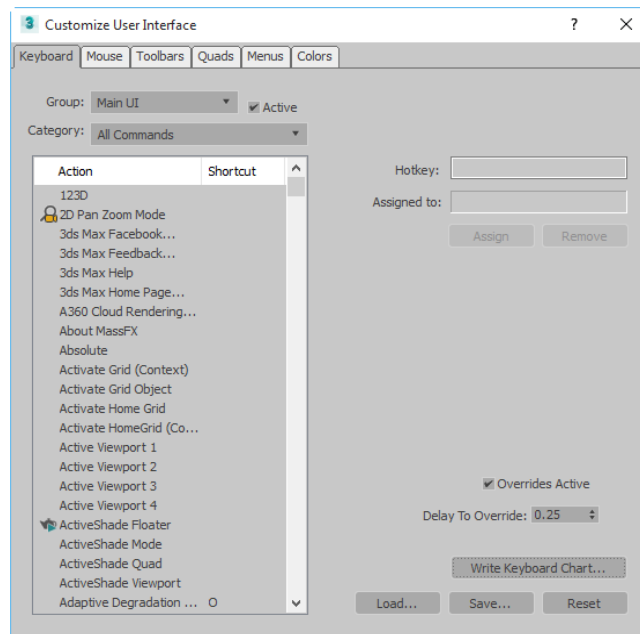 3 Customize User Interface ?
Keyboard Mouse Toolbars Quads Menus Colors
Group: Main UI Active
Category: All Commands
Action Shortcut
123D
2D Pan Zoom Mode
3ds Max Facebook...
3ds Max Feedback...
3ds Max Help
3ds Max Home Page...
A360 Cloud Rendering...
About MassFX
Absolute
Activate Grid (Context)
Activate Grid Object
Activate Home Grid
Activate HomeGrid (Co...
Active Viewport 1
Active Viewport 2
Active Viewport 3
Active Viewport 4
ActiveShade Floater
ActiveShade Mode
ActiveShade Quad
ActiveShade Viewport
Adaptive Degradation ... O
Hotkey:
Assigned to:
Assign Remove
Overrides Active
Delay To Override: 0.25
Write Keyboard Chart...
Load... Save... Reset